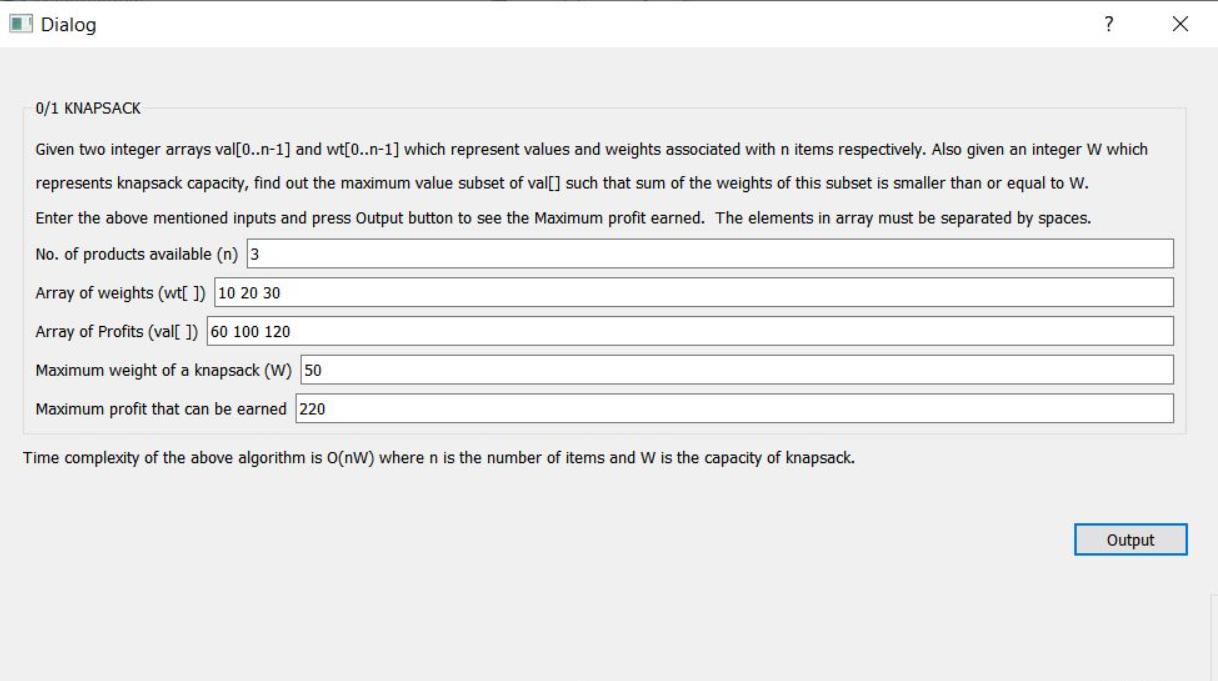 Dialog
?
0/1 KNAPSACK
Given two integer arrays val[0..n-1] and wt[0..n-1] which represent values and weights associated with n items respectively. Also given an integer W which
represents knapsack capacity, find out the maximum value subset of val[] such that sum of the weights of this subset is smaller than or equal to W.
Enter the above mentioned inputs and press Output button to see the Maximum profit earned.  The elements in array must be separated by spaces.
No. of products available (n) 3
Array of weights (wt[ ]) 10 20 30
Array of Profits (val[ ]) 60 100 120
Maximum weight of a knapsack (W) 50
Maximum profit that can be earned 220
Time complexity of the above algorithm is O(nW) where n is the number of items and W is the capacity of knapsack.
Output